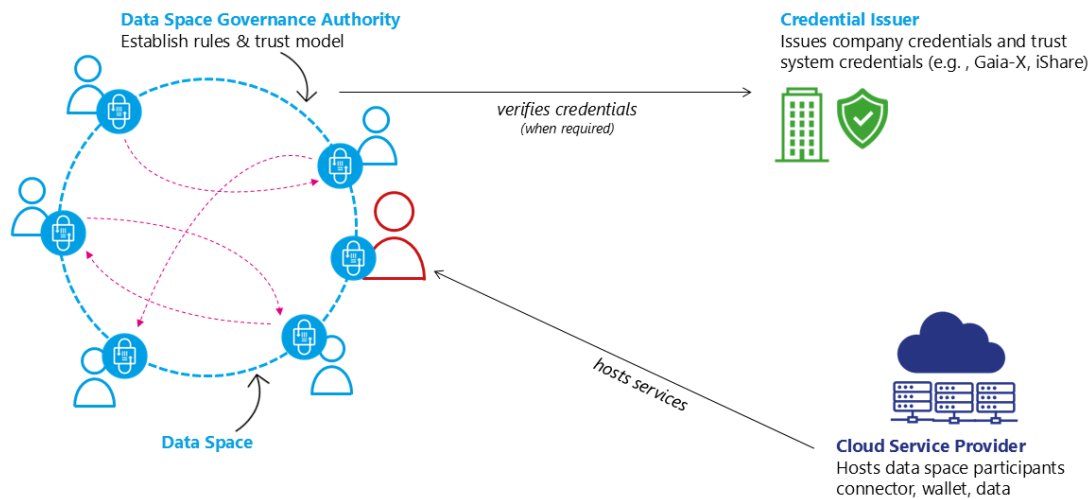 Data Space Governance Authority
Establish rules & trust model
Credential Issuer
Issues company credentials and trust
system credentials (e.g. , Gaia-X, iShare)
verifies credentials
(when required)
hosts services
Data Space
Cloud Service Provider
Hosts data space participants
connector, wallet, data